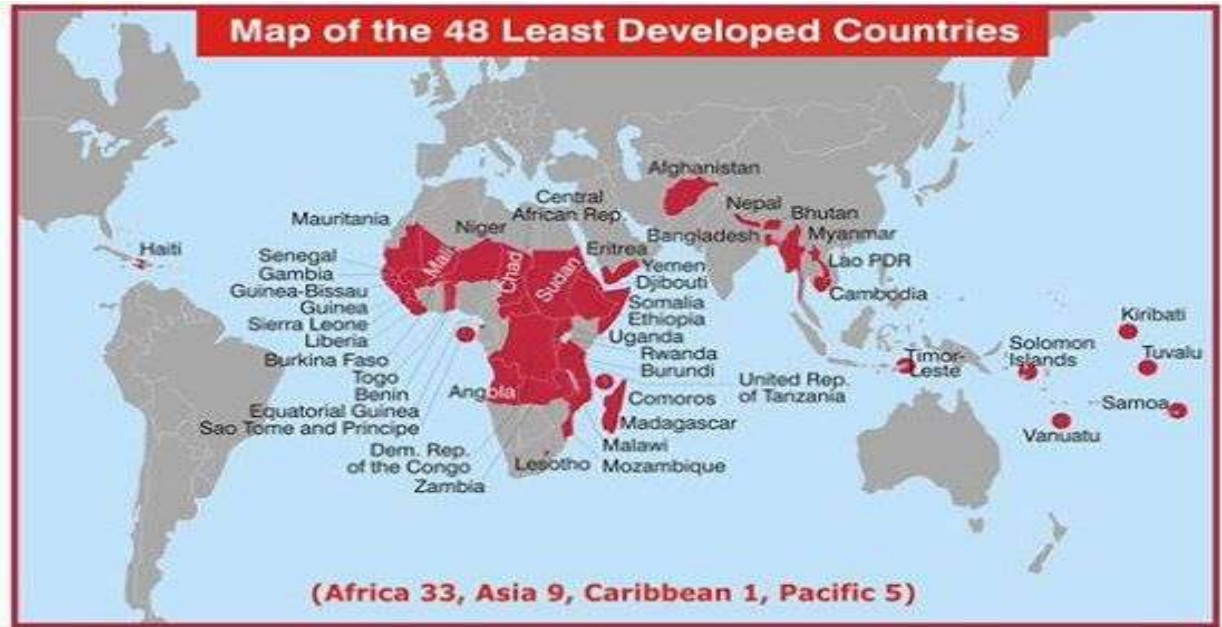 Map of the 48 Least Developed Countries
Afghanistan
Nepal
Bhutan
Bangladesh
Myanmar
Lao PDR
Cambodia
Central
African Rep.
Mauritania
Niger
Haiti
Senegal
Gambia
Guinea-Bissau
Guinea
Sierra Leone
Liberia
Burkina Faso
Togo
Benin
Equatorial Guinea
Sao Tome and Principe
Dem. Rep.
of the Congo
Zambia
Mali
Chad
Sudan
Angola
Lesotho
Eritrea
Yemen
Djibouti
Somalia
Ethiopia
Uganda
Rwanda
Burundi
United Rep.
of Tanzania
Comoros
Madagascar
Malawi
Mozambique
Timor-
Leste
Solomon
Islands
Kiribati
Tuvalu
Samoa
Vanuatu
(Africa 33, Asia 9, Caribbean 1, Pacific 5)